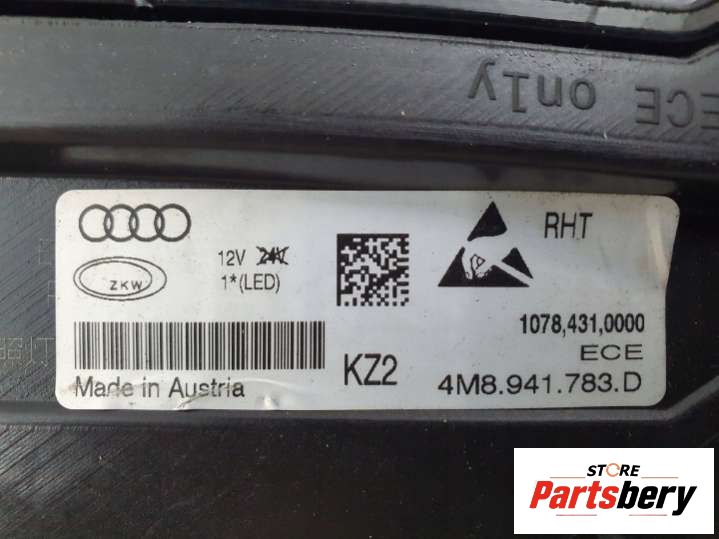 ECE only
12V 24V
RHT
ZKW
1*(LED)
1078,431,0000
ECE
KZ2
4M8.941.783.D
Made in Austria
STORE
Partsbery